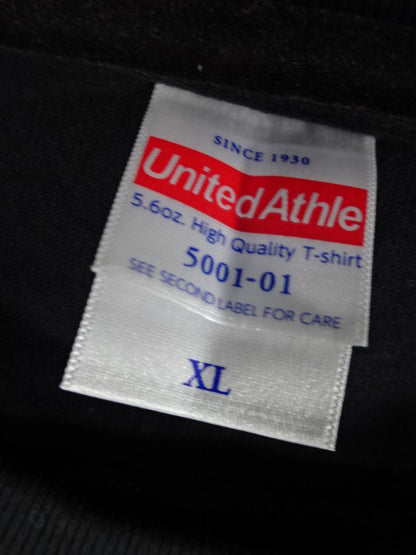 SINCE 1930
UnitedAthle
5.6oz. High Quality T-shirt
5001-01
SEE SECOND LABEL FOR CARE
XL